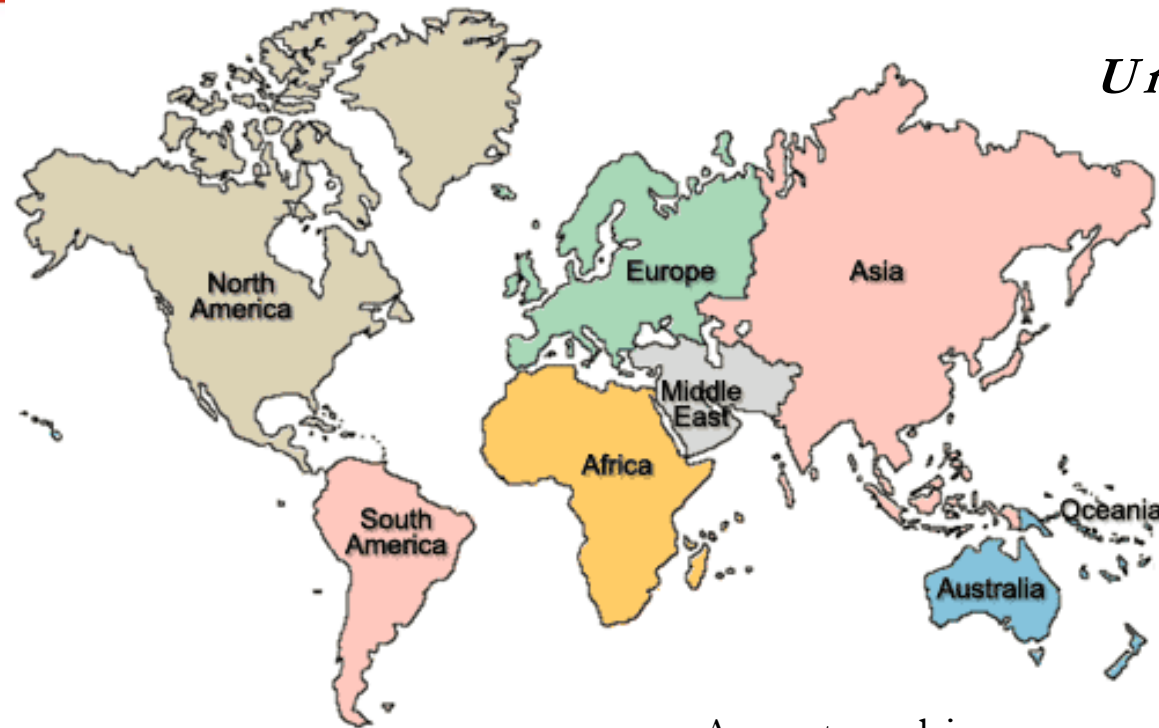 North
America
Europe
Asia
Middle
East
Africa
South
America
Oceania
Australia